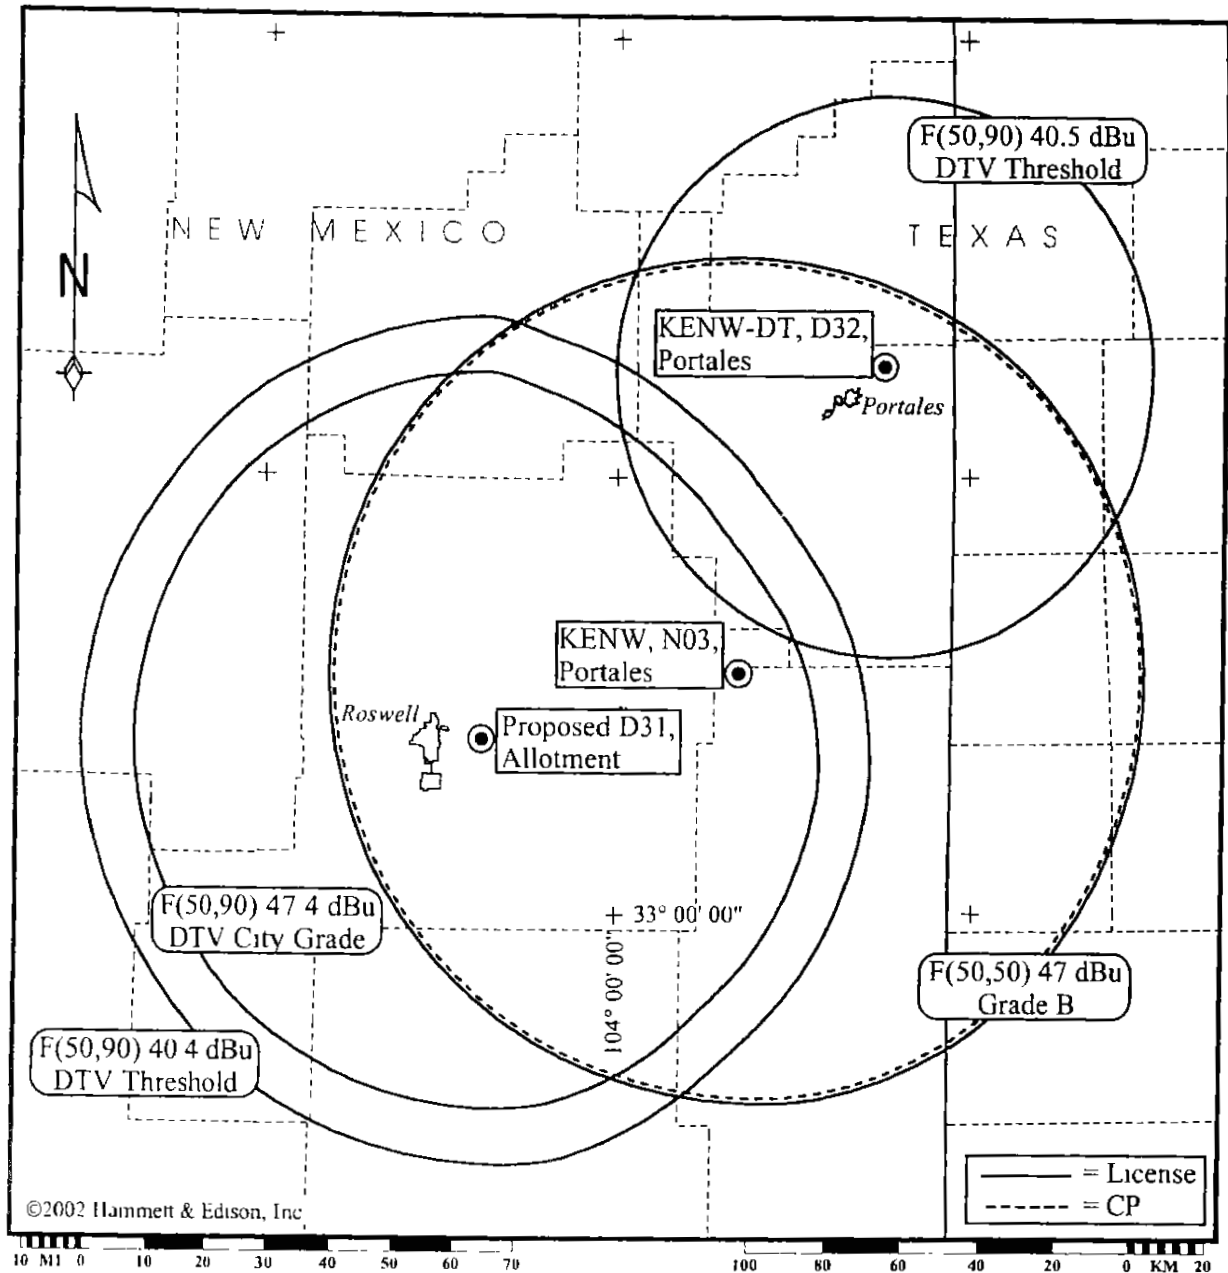 F(50,90) 40.5 dBu
DTV Threshold
NEW MEXICO
TEXAS
N
KENW-DT, D32,
Portales
Portales
KENW, N03,
Portales
Roswell
Proposed D31,
Allotment
F(50,90) 47 4 dBu
DTV City Grade
33° 00' 00"
104° 00' 00"
F(50,50) 47 dBu
Grade B
F(50,90) 40 4 dBu
DTV Threshold
= License
= CP
©2002 Hammett & Edison, Inc
10 MI 0 10 20 30 40 50 60 70 100 80 60 40 20 0 KM 20